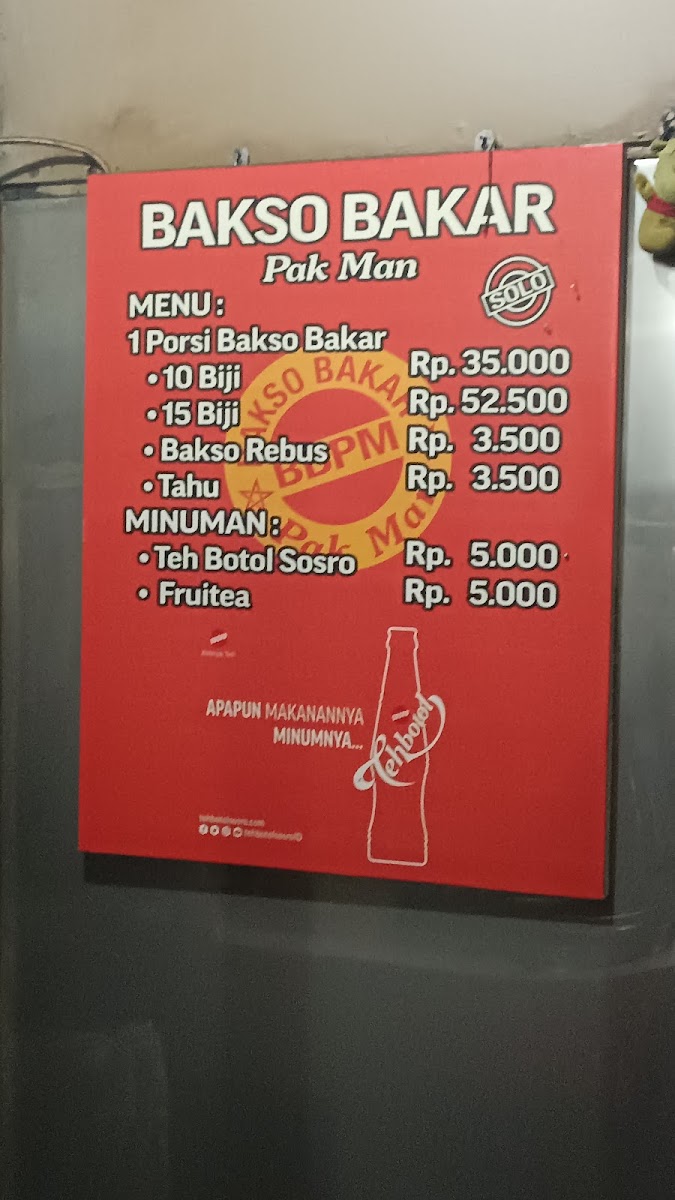 BAKSO BAKAR
Pak Man
SOLO
MENU :
1 Porsi Bakso Bakar
• 10 Biji Rp. 35.000
• 15 Biji Rp. 52.500
• Bakso Rebus Rp. 3.500
• Tahu Rp. 3.500
MINUMAN :
• Teh Botol Sosro Rp. 5.000
• Fruitea Rp. 5.000
BAKSO BAKAR
BBPM
Pak Man
APAPUN MAKANANNYA
MINUMNYA...
Tehbotol